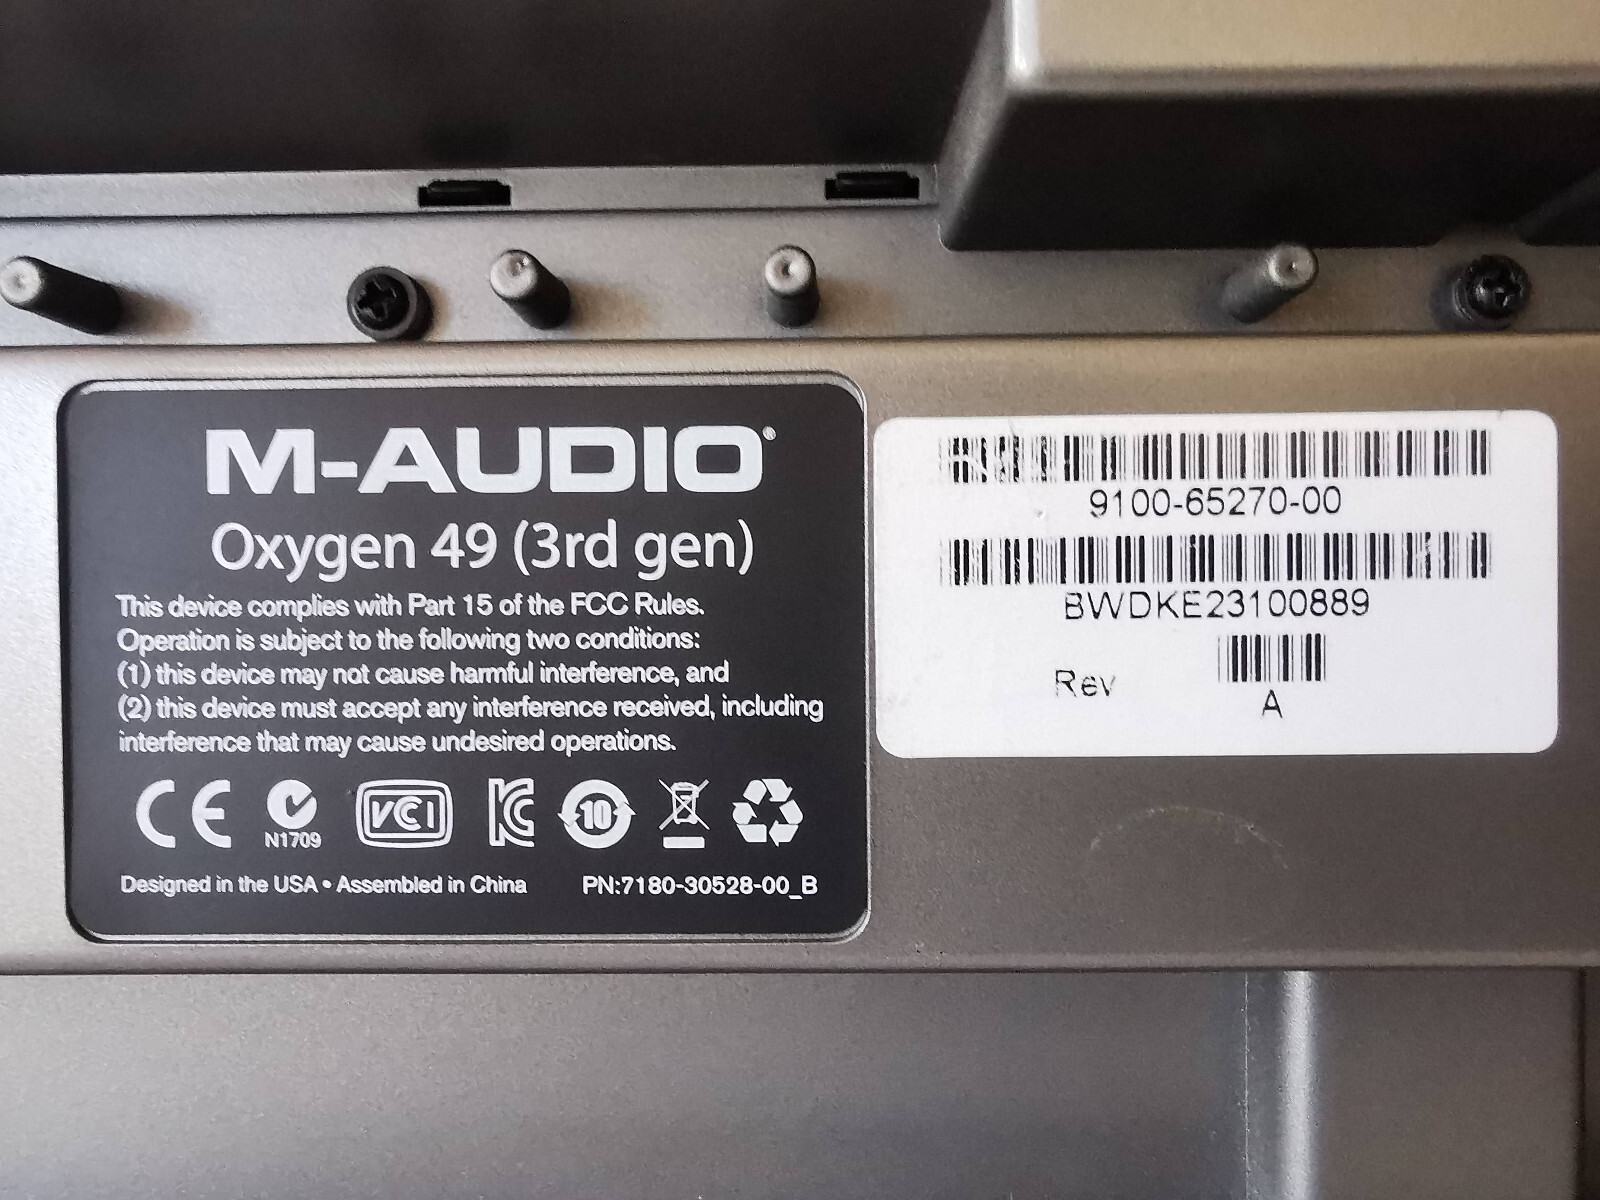 M-AUDIO®
Oxygen 49 (3rd gen)
This device complies with Part 15 of the FCC Rules.
Operation is subject to the following two conditions:
(1) this device may not cause harmful interference, and
(2) this device must accept any interference received, including
interference that may cause undesired operations.
CE N1709 VCI KC 10
Designed in the USA • Assembled in China PN:7180-30528-00_B
9100-65270-00
BWDKE23100889
Rev A